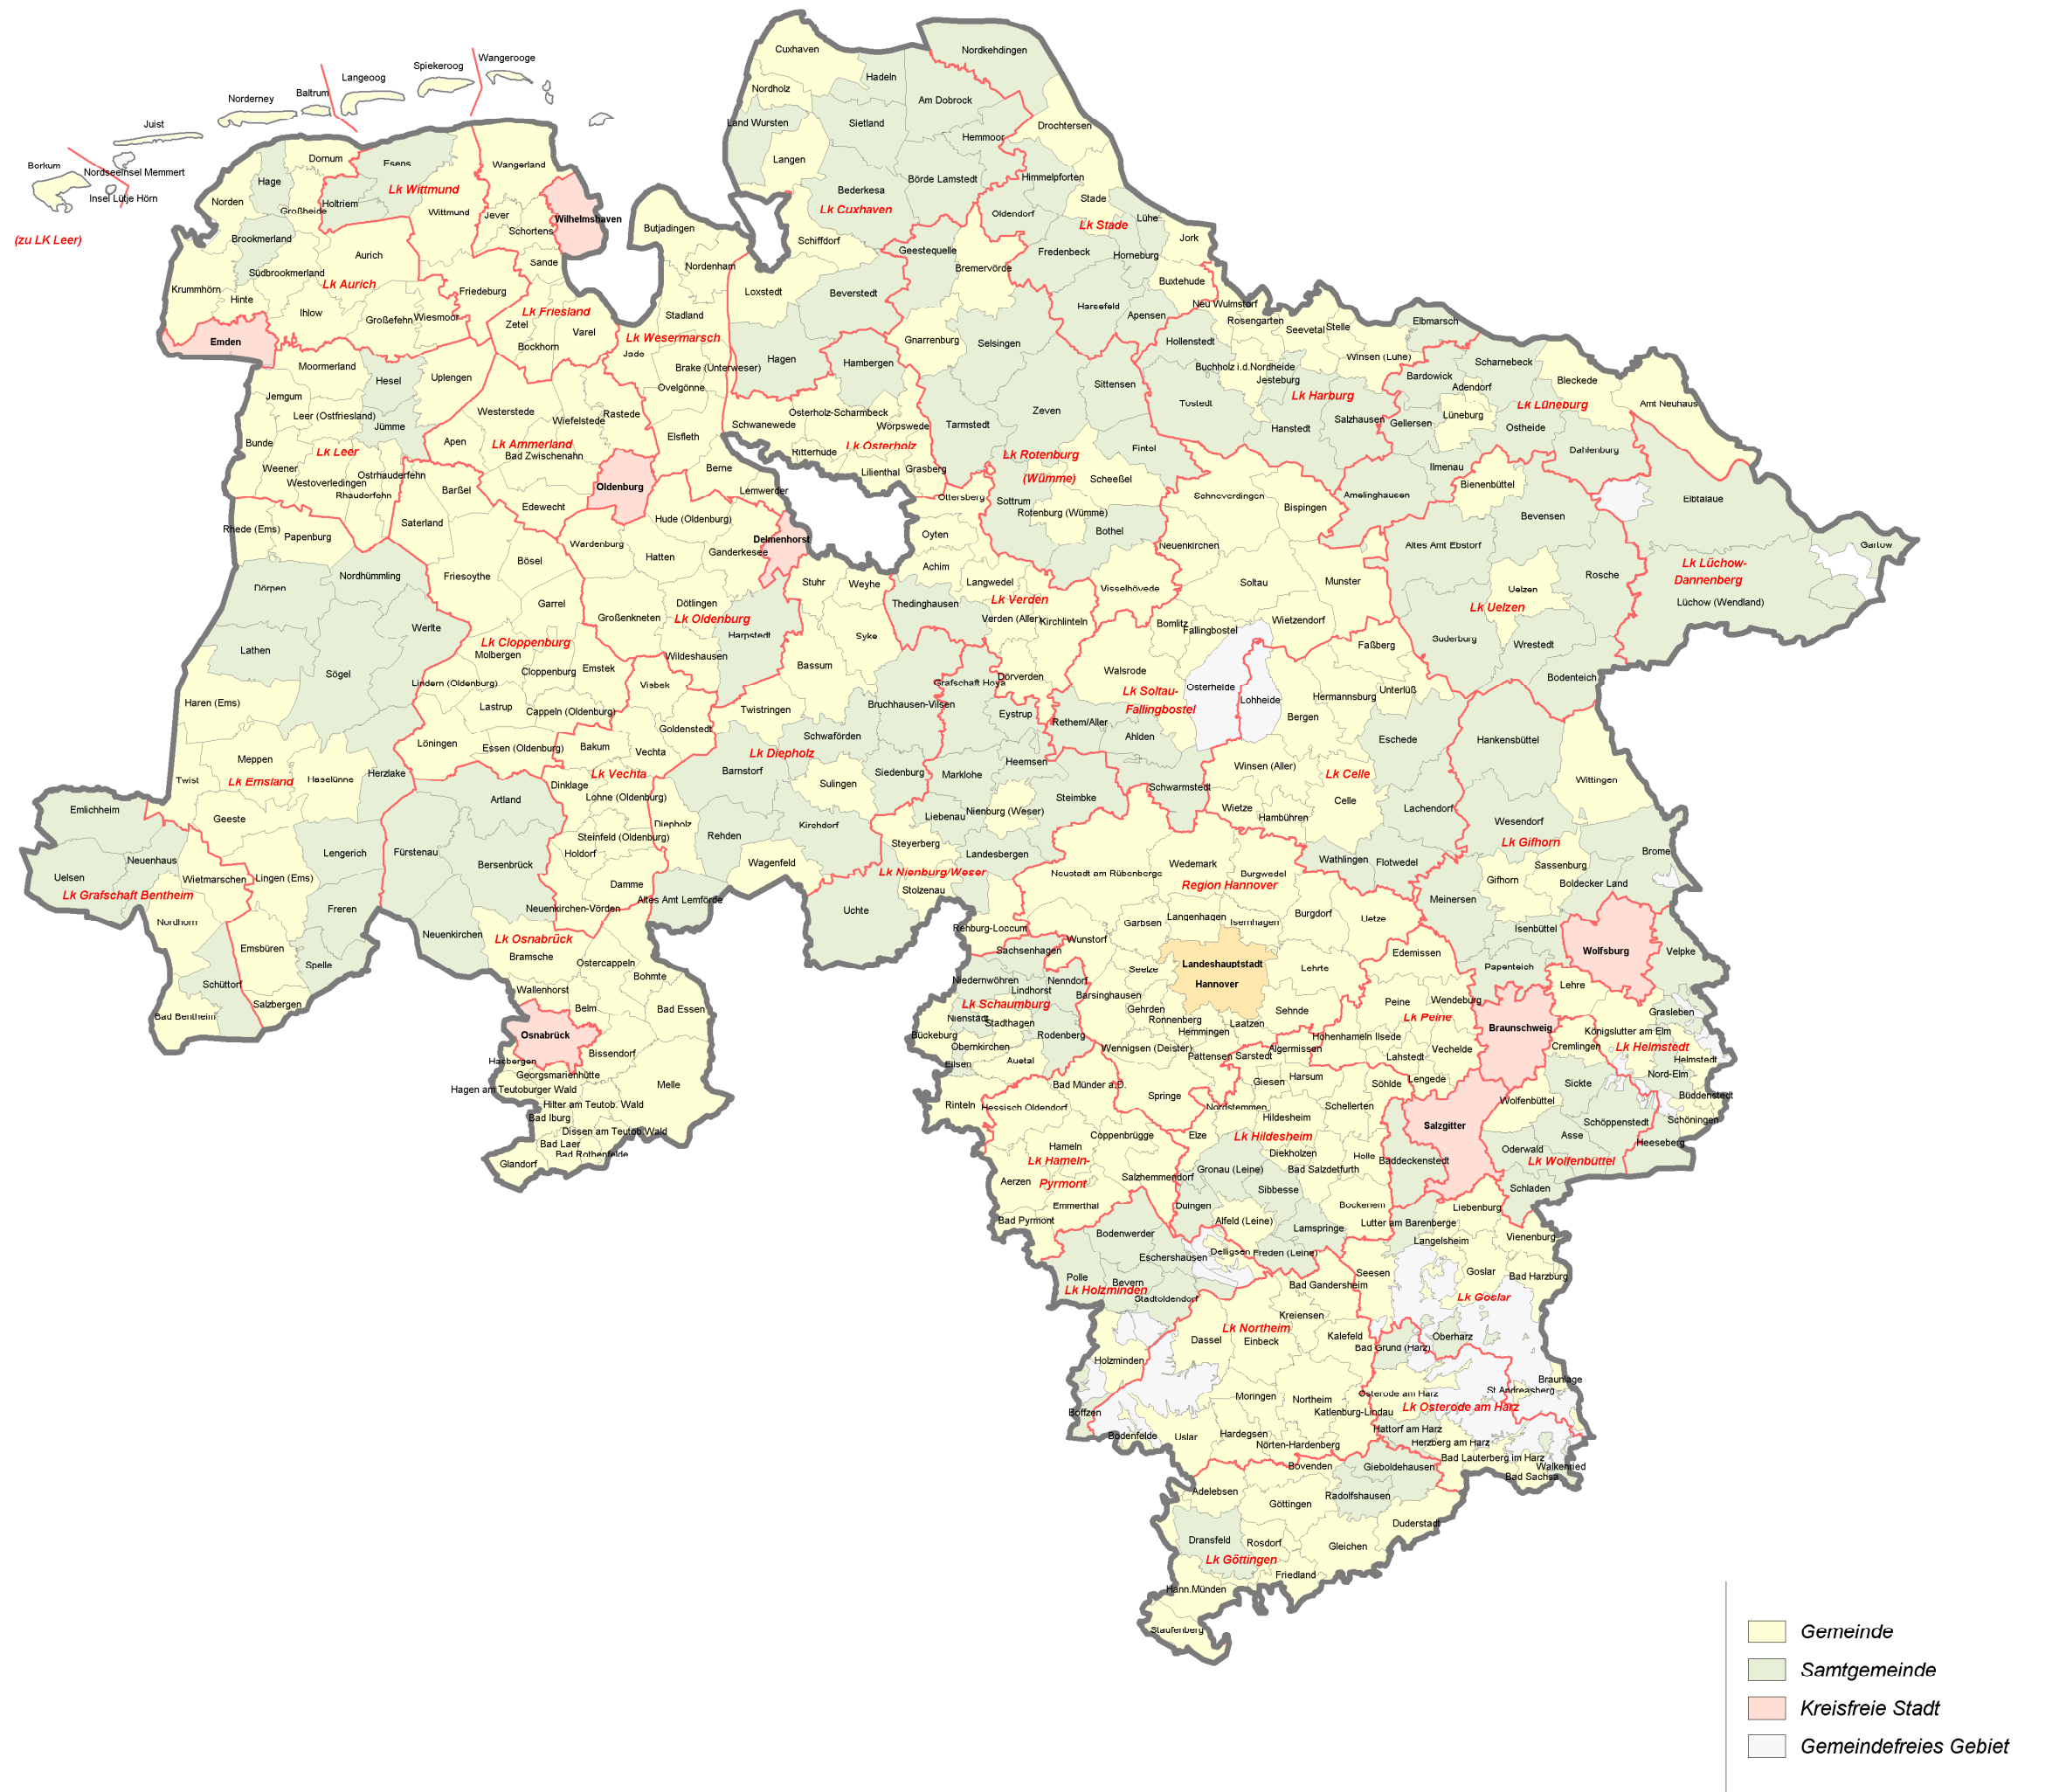 Cuxhaven
Nordkehdingen
Hadeln
Nordholz
Am Dobrock
Land Wursten
Sietland
Hemmoor
Drochtersen
Langen
Bederkesa
Börde Lamstedt
Himmelpforten
Lk Cuxhaven
Stade
Oldendorf
Lk Stade
Lühe
Schiffdorf
Jork
Geestequelle
Fredenbeck
Horneburg
Bremervörde
Buxtehude
Loxstedt
Beverstedt
Harsefeld
Apensen
Neu Wulmstorf
Wangerooge
Spiekeroog
Langeoog
Baltrum
Norderney
Juist
Borkum
Nordseeinsel Memmert
Insel Lütje Hörn
(zu LK Leer)
Dornum
Esens
Wangerland
Hage
Lk Wittmund
Norden
Großheide
Holtriem
Wittmund
Jever
Wilhelmshaven
Schortens
Butjadingen
Brookmerland
Aurich
Sande
Nordenham
Südbrookmerland
Lk Aurich
Krummhörn
Hinte
Friedeburg
Ihlow
Großefehn
Wiesmoor
Lk Friesland
Zetel
Varel
Bockhorn
Stadland
Lk Wesermarsch
Emden
Jade
Brake (Unterweser)
Ovelgönne
Moormerland
Hesel
Uplengen
Jemgum
Leer (Ostfriesland)
Jümme
Westerstede
Wiefelstede
Rastede
Elsfleth
Bunde
Lk Leer
Apen
Lk Ammerland
Bad Zwischenahn
Weener
Westoverledingen
Ostrhauderfehn
Rhauderfehn
Oldenburg
Berne
Lemwerder
Barßel
Edewecht
Hagen
Hambergen
Gnarrenburg
Selsingen
Osterholz-Scharmbeck
Schwanewede
Worpswede
Lk Osterholz
Ritterhude
Lilienthal
Grasberg
Zeven
Tarmstedt
Sittensen
Lk Rotenburg
(Wümme)
Fintel
Scheeßel
Sottrum
Rotenburg (Wümme)
Bothel
Visselhövede
Hollenstedt
Rosengarten
Seevetal
Stelle
Winsen (Luhe)
Elbmarsch
Buchholz i.d.Nordheide
Jesteburg
Tostedt
Lk Harburg
Hanstedt
Salzhausen
Scharnebeck
Bardowick
Adendorf
Bleckede
Amt Neuhaus
Lüneburg
Lk Lüneburg
Gellersen
Ostheide
Dahlenburg
Ilmenau
Amelinghausen
Bienenbüttel
Elbtalaue
Bevensen
Altes Amt Ebstorf
Rosche
Lk Lüchow-
Dannenberg
Gartow
Lüchow (Wendland)
Uelzen
Lk Uelzen
Suderburg
Wrestedt
Bodenteich
Schneverdingen
Bispingen
Neuenkirchen
Soltau
Munster
Wietzendorf
Bomlitz
Fallingbostel
Walsrode
Lk Soltau-
Fallingbostel
Osterheide
Lohheide
Rethem/Aller
Ahlden
Schwarmstedt
Faßberg
Hermannsburg
Unterlüß
Bergen
Eschede
Winsen (Aller)
Lk Celle
Celle
Wietze
Hambühren
Lachendorf
Wathlingen
Flotwedel
Hankensbüttel
Wittingen
Wesendorf
Lk Gifhorn
Brome
Sassenburg
Gifhorn
Boldecker Land
Meinersen
Isenbüttel
Papenteich
Wolfsburg
Velpke
Ottersberg
Oyten
Achim
Langwedel
Lk Verden
Thedinghausen
Verden (Aller)
Kirchlinteln
Dörverden
Rhede (Ems)
Papenburg
Saterland
Friesoythe
Bösel
Garrel
Nordhümmling
Dörpen
Werlte
Lathen
Sögel
Haren (Ems)
Meppen
Lk Emsland
Haselünne
Herzlake
Twist
Geeste
Lengerich
Lingen (Ems)
Freren
Emsbüren
Spelle
Salzbergen
Lk Cloppenburg
Molbergen
Cloppenburg
Emstek
Lindern (Oldenburg)
Lastrup
Cappeln (Oldenburg)
Löningen
Essen (Oldenburg)
Wardenburg
Hude (Oldenburg)
Hatten
Ganderkesee
Delmenhorst
Dötlingen
Lk Oldenburg
Großenkneten
Harpstedt
Wildeshausen
Visbek
Goldenstedt
Bakum
Vechta
Lk Vechta
Dinklage
Lohne (Oldenburg)
Steinfeld (Oldenburg)
Holdorf
Damme
Neuenkirchen-Vörden
Stuhr
Weyhe
Syke
Bassum
Twistringen
Bruchhausen-Vilsen
Schwaförden
Lk Diepholz
Barnstorf
Sulingen
Siedenburg
Diepholz
Rehden
Kirchdorf
Wagenfeld
Altes Amt Lemförde
Grafschaft Hoya
Eystrup
Heemsen
Marklohe
Steimbke
Nienburg (Weser)
Liebenau
Steyerberg
Landesbergen
Lk Nienburg/Weser
Stolzenau
Uchte
Rehburg-Loccum
Emlichheim
Neuenhaus
Uelsen
Wietmarschen
Lk Grafschaft Bentheim
Nordhorn
Schüttorf
Bad Bentheim
Artland
Fürstenau
Bersenbrück
Neuenkirchen
Lk Osnabrück
Bramsche
Ostercappeln
Bohmte
Wallenhorst
Belm
Bad Essen
Osnabrück
Bissendorf
Hasbergen
Georgsmarienhütte
Melle
Hagen am Teutoburger Wald
Hilter am Teutob. Wald
Bad Iburg
Dissen am Teutob.Wald
Bad Laer
Bad Rothenfelde
Glandorf
Wedemark
Neustadt am Rübenberge
Burgwedel
Region Hannover
Langenhagen
Isernhagen
Garbsen
Burgdorf
Uetze
Wunstorf
Landeshauptstadt
Hannover
Seelze
Lehrte
Barsinghausen
Gehrden
Ronnenberg
Hemmingen
Laatzen
Sehnde
Wennigsen (Deister)
Pattensen
Springe
Sachsenhagen
Niedernwöhren
Lindhorst
Nenndorf
Lk Schaumburg
Nienstädt
Stadthagen
Bückeburg
Obernkirchen
Rodenberg
Auetal
Eilsen
Rinteln
Edemissen
Peine
Wendeburg
Lk Peine
Hohenhameln
Ilsede
Lahstedt
Vechelde
Lengede
Braunschweig
Lehre
Grasleben
Königslutter am Elm
Lk Helmstedt
Cremlingen
Helmstedt
Nord-Elm
Büddenstedt
Schöningen
Heeseberg
Sickte
Wolfenbüttel
Schöppenstedt
Asse
Oderwald
Lk Wolfenbüttel
Schladen
Baddeckenstedt
Salzgitter
Sarstedt
Algermissen
Giesen
Harsum
Söhlde
Nordstemmen
Hildesheim
Schellerten
Elze
Lk Hildesheim
Diekholzen
Holle
Gronau (Leine)
Bad Salzdetfurth
Sibbesse
Bockenem
Duingen
Alfeld (Leine)
Lamspringe
Freden (Leine)
Bad Münder a.D.
Hessisch Oldendorf
Coppenbrügge
Hameln
Lk Hameln-
Pyrmont
Aerzen
Salzhemmendorf
Emmerthal
Bad Pyrmont
Bodenwerder
Eschershausen
Delligsen
Polle
Bevern
Lk Holzminden
Stadtoldendorf
Holzminden
Boffzen
Lutter am Barenberge
Liebenburg
Langelsheim
Vienenburg
Seesen
Goslar
Bad Harzburg
Lk Goslar
Oberharz
Braunlage
St.Andreasberg
Bad Gandersheim
Kreiensen
Lk Northeim
Dassel
Einbeck
Kalefeld
Moringen
Northeim
Katlenburg-Lindau
Hardegsen
Nörten-Hardenberg
Uslar
Bodenfelde
Bad Grund (Harz)
Osterode am Harz
Lk Osterode am Harz
Hattorf am Harz
Herzberg am Harz
Bad Lauterberg im Harz
Walkenried
Bad Sachsa
Bovenden
Gieboldehausen
Adelebsen
Göttingen
Radolfshausen
Duderstadt
Dransfeld
Rosdorf
Gleichen
Lk Göttingen
Friedland
Hann.Münden
Staufenberg
Gemeinde
Samtgemeinde
Kreisfreie Stadt
Gemeindefreies Gebiet